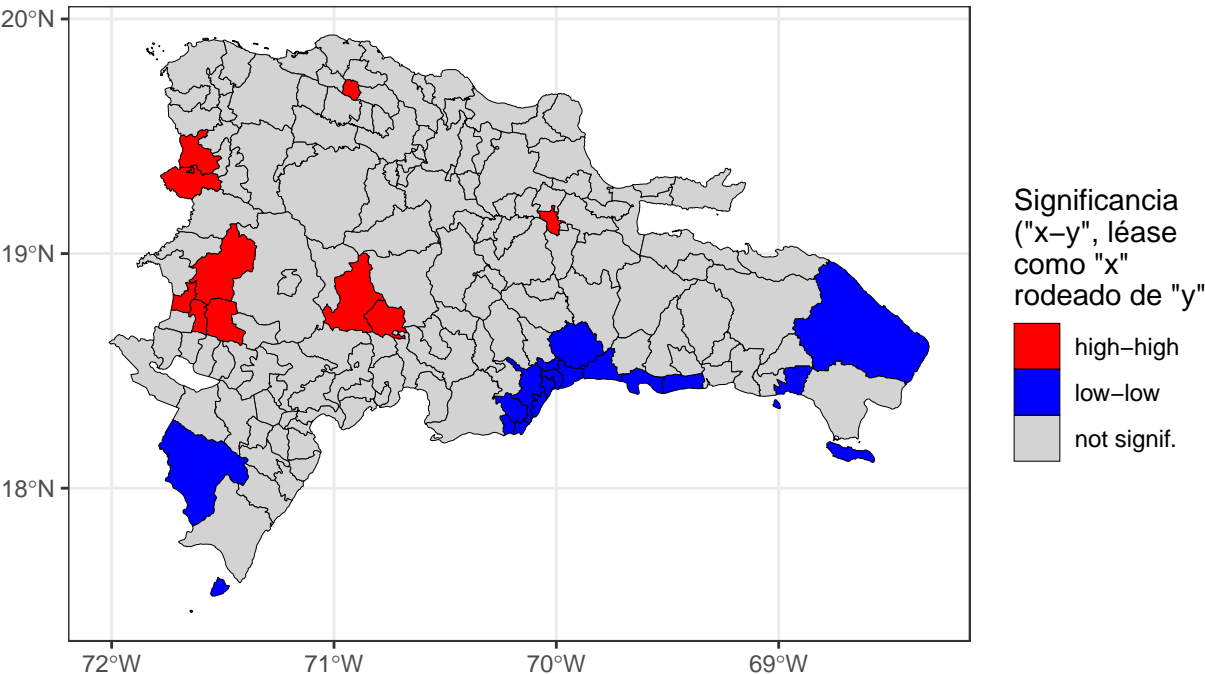 20°N
19°N
18°N
72°W
71°W
70°W
69°W
Significancia
("x−y", léase
como "x"
rodeado de "y"
high−high
low−low
not signif.